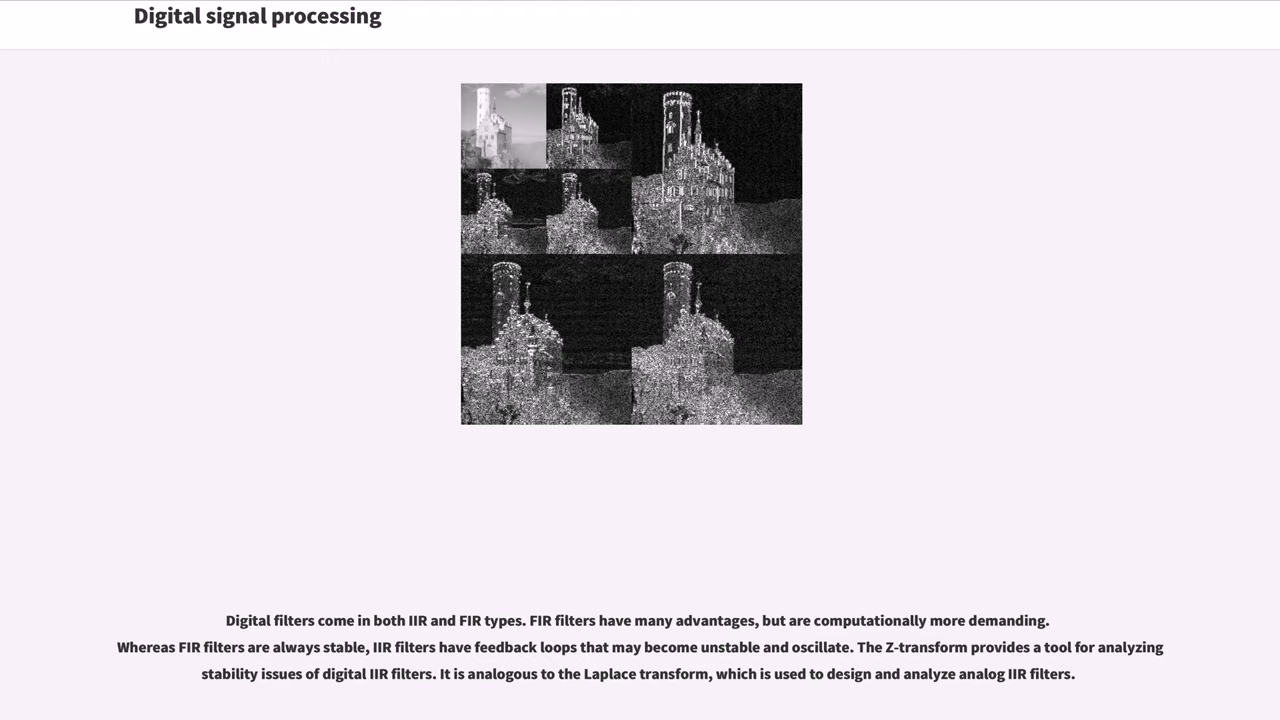 Digital signal processing
Digital filters come in both IIR and FIR types. FIR filters have many advantages, but are computationally more demanding.
Whereas FIR filters are always stable, IIR filters have feedback loops that may become unstable and oscillate. The Z-transform provides a tool for analyzing
stability issues of digital IIR filters. It is analogous to the Laplace transform, which is used to design and analyze analog IIR filters.